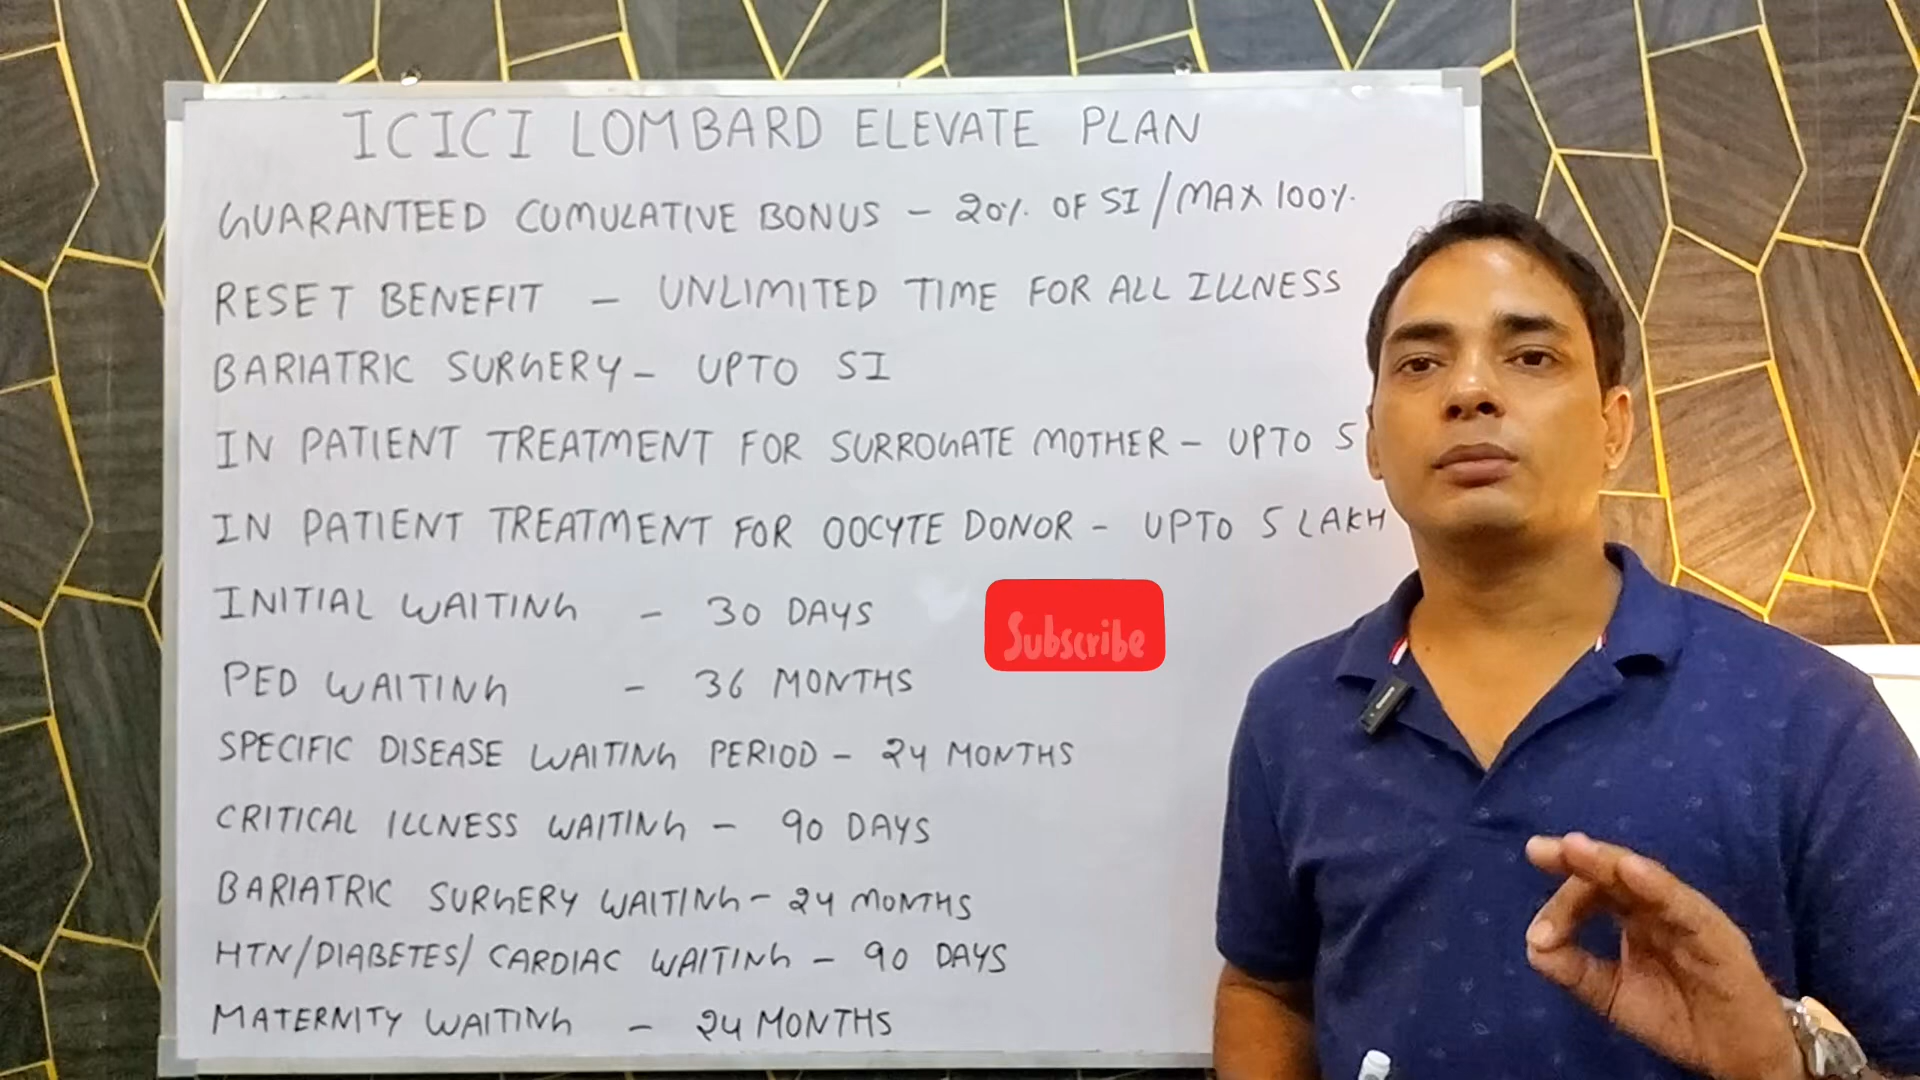 ICICI LOMBARD ELEVATE PLAN
GUARANTEED CUMULATIVE BONUS - 20% OF SI/MAX 100%
RESET BENEFIT - UNLIMITED TIME FOR ALL ILLNESS
BARIATRIC SURGERY - UPTO SI
IN PATIENT TREATMENT FOR SURROGATE MOTHER - UPTO 5
IN PATIENT TREATMENT FOR OOCYTE DONOR - UPTO 5 LAKH
INITIAL WAITING - 30 DAYS
Subscribe
PED WAITING - 36 MONTHS
SPECIFIC DISEASE WAITING PERIOD - 24 MONTHS
CRITICAL ILLNESS WAITING - 90 DAYS
BARIATRIC SURGERY WAITING - 24 MONTHS
HTN/DIABETES/CARDIAC WAITING - 90 DAYS
MATERNITY WAITING - 24 MONTHS